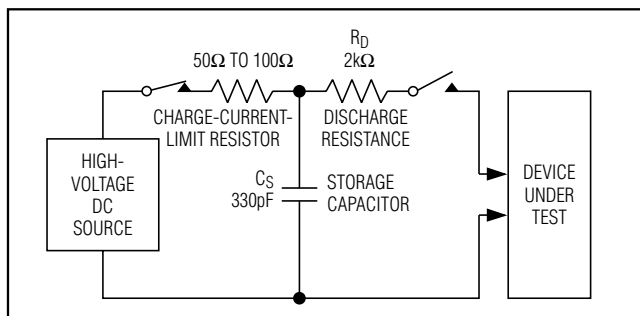 50Ω TO 100Ω
CHARGE-CURRENT-
LIMIT RESISTOR
RD
2kΩ
DISCHARGE
RESISTANCE
HIGH-
VOLTAGE
DC
SOURCE
CS
330pF
STORAGE
CAPACITOR
DEVICE
UNDER
TEST